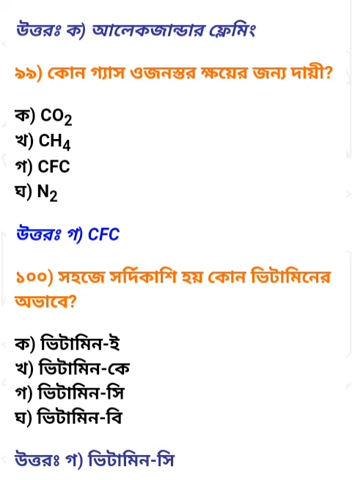 উত্তরঃ ক) আলেকজান্ডার ফ্লেমিং
৯৯) কোন গ্যাস ওজনস্তর ক্ষয়ের জন্য দায়ী?
ক) CO₂
খ) CH₄
গ) CFC
ঘ) N₂
উত্তরঃ গ) CFC
১০০) সহজে সর্দিকাশি হয় কোন ভিটামিনের
অভাবে?
ক) ভিটামিন-ই
খ) ভিটামিন-কে
গ) ভিটামিন-সি
ঘ) ভিটামিন-বি
উত্তরঃ গ) ভিটামিন-সি